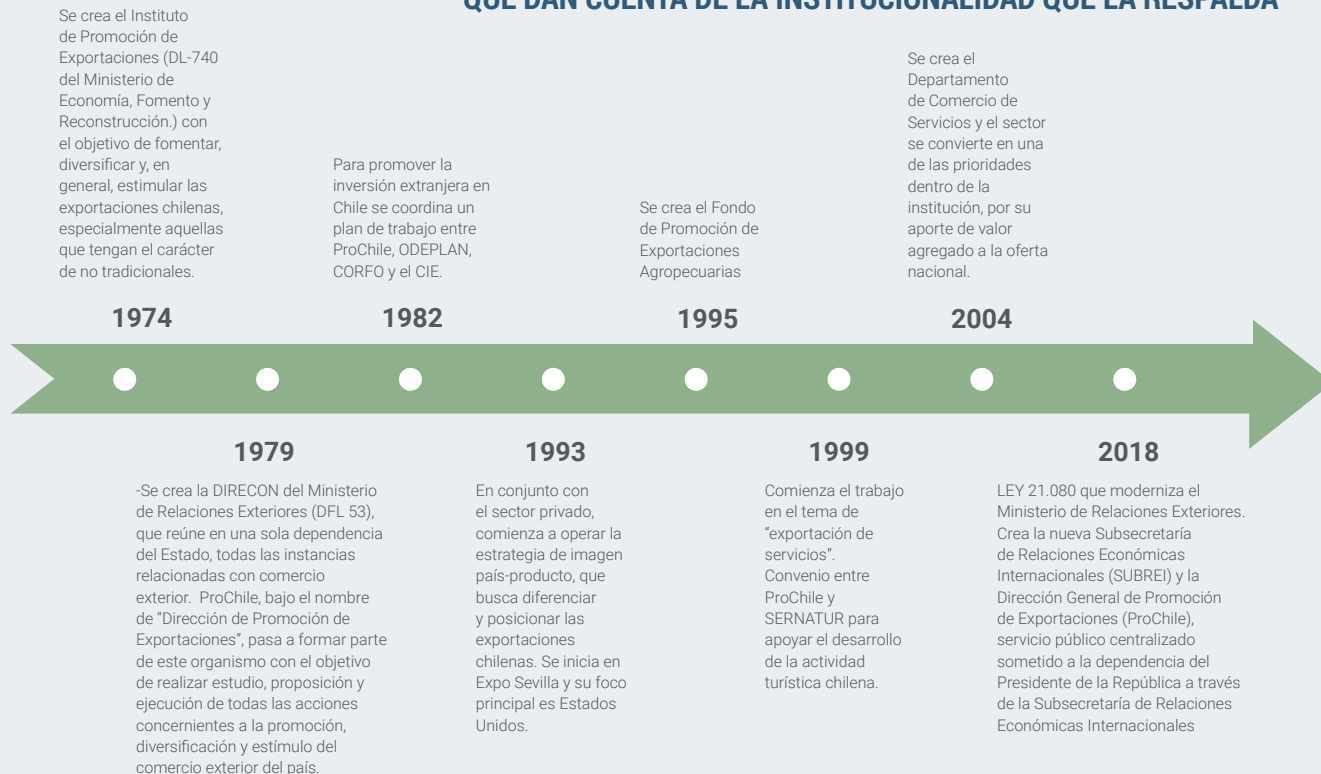 QUE DAN CUENTA DE LA INSTITUCIONALIDAD QUE LA RESPALDA
Se crea el Instituto
de Promoción de
Exportaciones (DL-740
del Ministerio de
Economía, Fomento y
Reconstrucción.) con
el objetivo de fomentar,
diversificar y, en
general, estimular las
exportaciones chilenas,
especialmente aquellas
que tengan el carácter
de no tradicionales.
1974
-Se crea la DIRECON del Ministerio
de Relaciones Exteriores (DFL 53),
que reúne en una sola dependencia
del Estado, todas las instancias
relacionadas con comercio
exterior. ProChile, bajo el nombre
de “Dirección de Promoción de
Exportaciones”, pasa a formar parte
de este organismo con el objetivo
de realizar estudio, proposición y
ejecución de todas las acciones
concernientes a la promoción,
diversificación y estímulo del
comercio exterior del país.
1979
Para promover la
inversión extranjera en
Chile se coordina un
plan de trabajo entre
ProChile, ODEPLAN,
CORFO y el CIE.
1982
1993
En conjunto con
el sector privado,
comienza a operar la
estrategia de imagen
país-producto, que
busca diferenciar
y posicionar las
exportaciones
chilenas. Se inicia en
Expo Sevilla y su foco
principal es Estados
Unidos.
Se crea el Fondo
de Promoción de
Exportaciones
Agropecuarias
1995
1999
Comienza el trabajo
en el tema de
“exportación de
servicios”.
Convenio entre
ProChile y
SERNATUR para
apoyar el desarrollo
de la actividad
turística chilena.
Se crea el
Departamento
de Comercio de
Servicios y el sector
se convierte en una
de las prioridades
dentro de la
institución, por su
aporte de valor
agregado a la oferta
nacional.
2004
2018
LEY 21.080 que moderniza el
Ministerio de Relaciones Exteriores.
Crea la nueva Subsecretaría
de Relaciones Económicas
Internacionales (SUBREI) y la
Dirección General de Promoción
de Exportaciones (ProChile),
servicio público centralizado
sometido a la dependencia del
Presidente de la República a través
de la Subsecretaría de Relaciones
Económicas Internacionales